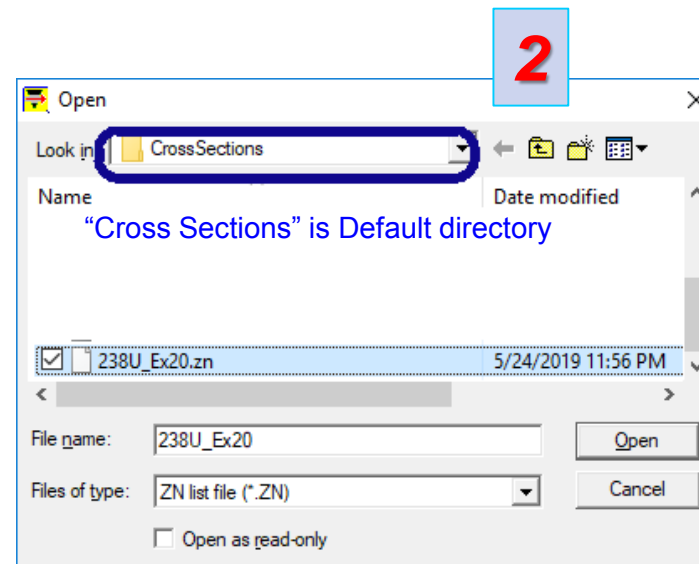 2
Open
Look in: CrossSections
Name Date modified
“Cross Sections” is Default directory
238U_Ex20.zn 5/24/2019 11:56 PM
File name: 238U_Ex20 Open
Files of type: ZN list file (*.ZN) Cancel
Open as read-only